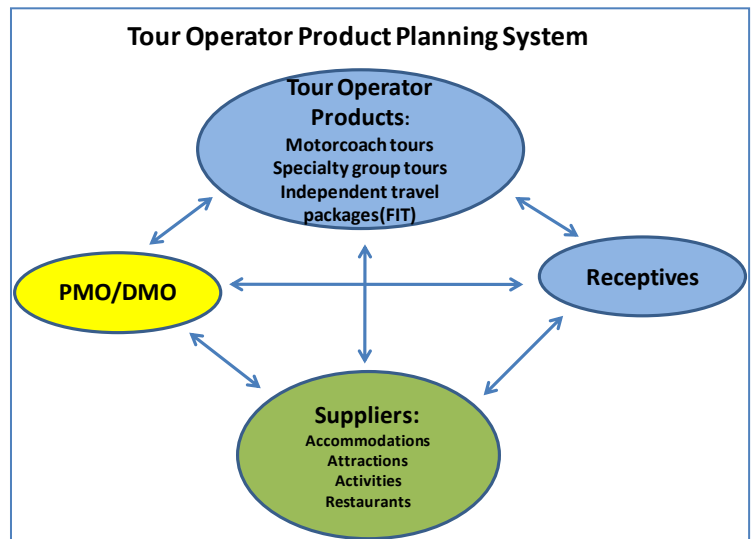 Tour Operator Product Planning System
Tour Operator
Products:
Motorcoach tours
Specialty group tours
Independent travel
packages(FIT)
PMO/DMO
Receptives
Suppliers:
Accommodations
Attractions
Activities
Restaurants